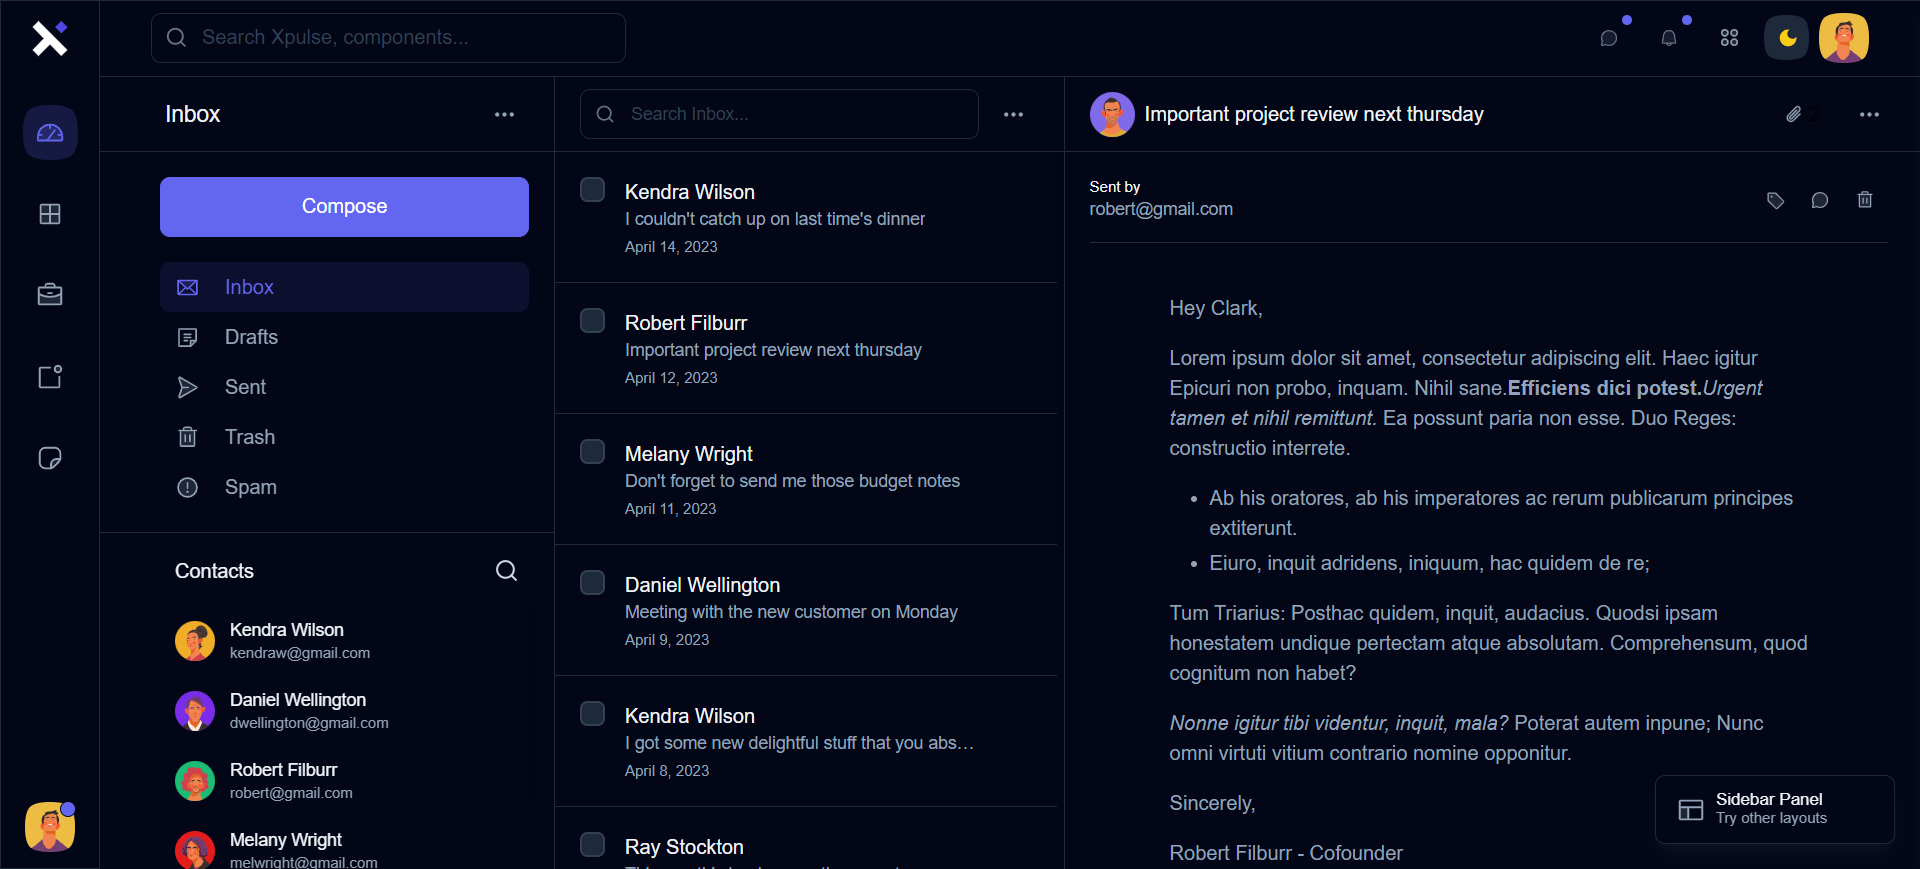 Search Xpulse, components...
Inbox
Compose
Inbox
Drafts
Sent
Trash
Spam
Contacts
Kendra Wilson
kendraw@gmail.com
Daniel Wellington
dwellington@gmail.com
Robert Filburr
robert@gmail.com
Melany Wright
melwright@gmail.com
Search Inbox...
Kendra Wilson
I couldn't catch up on last time's dinner
April 14, 2023
Robert Filburr
Important project review next thursday
April 12, 2023
Melany Wright
Don't forget to send me those budget notes
April 11, 2023
Daniel Wellington
Meeting with the new customer on Monday
April 9, 2023
Kendra Wilson
I got some new delightful stuff that you abs...
April 8, 2023
Ray Stockton
Important project review next thursday
2
Sent by
robert@gmail.com
Hey Clark,
Lorem ipsum dolor sit amet, consectetur adipiscing elit. Haec igitur
Epicuri non probo, inquam. Nihil sane.Efficiens dici potest.Urgent
tamen et nihil remittunt. Ea possunt paria non esse. Duo Reges:
constructio interrete.
• Ab his oratores, ab his imperatores ac rerum publicarum principes
extiterunt.
• Eiuro, inquit adridens, iniquum, hac quidem de re;
Tum Triarius: Posthac quidem, inquit, audacius. Quodsi ipsam
honestatem undique pertectam atque absolutam. Comprehensum, quod
cognitum non habet?
Nonne igitur tibi videntur, inquit, mala? Poterat autem inpune; Nunc
omni virtuti vitium contrario nomine opponitur.
Sincerely,
Robert Filburr - Cofounder
Sidebar Panel
Try other layouts